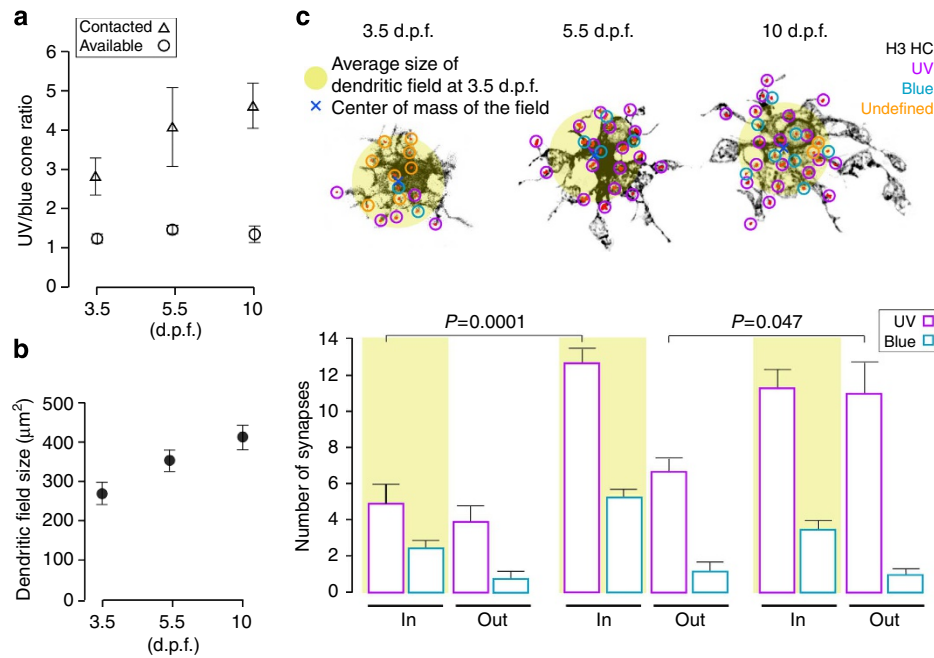 a
Contacted
Available
UV/blue cone ratio
6
5
4
3
2
1
0
3.5 5.5 10
(d.p.f.)
b
Dendritic field size (μm²)
500
400
300
200
100
0
3.5 5.5 10
(d.p.f.)
c
3.5 d.p.f. 5.5 d.p.f. 10 d.p.f.
H3 HC
UV
Blue
Undefined
Average size of
dendritic field at 3.5 d.p.f.
Center of mass of the field
P=0.0001 P=0.047
UV
Blue
Number of synapses
14
12
10
8
6
4
2
0
In Out In Out In Out